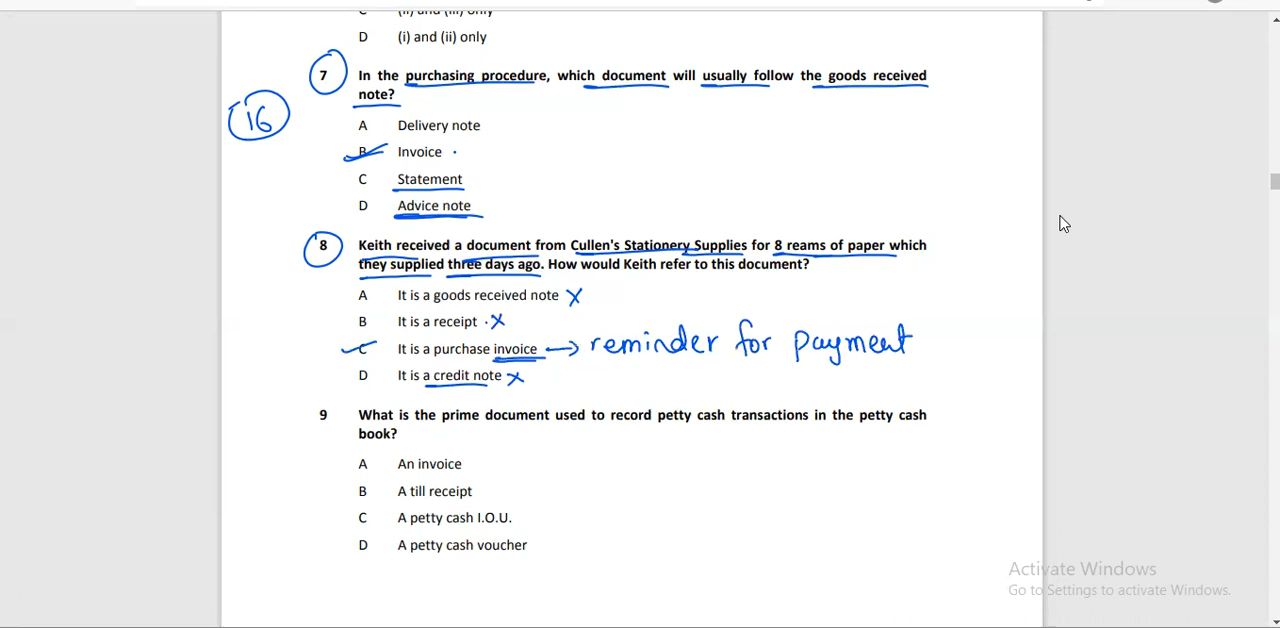 C (ii) and (iii) only
D (i) and (ii) only
7 In the purchasing procedure, which document will usually follow the goods received
note?
16
A Delivery note
B Invoice
C Statement
D Advice note
8 Keith received a document from Cullen's Stationery Supplies for 8 reams of paper which
they supplied three days ago. How would Keith refer to this document?
A It is a goods received note X
B It is a receipt X
C It is a purchase invoice → reminder for payment
D It is a credit note X
9 What is the prime document used to record petty cash transactions in the petty cash
book?
A An invoice
B A till receipt
C A petty cash I.O.U.
D A petty cash voucher
Activate Windows
Go to Settings to activate Windows.